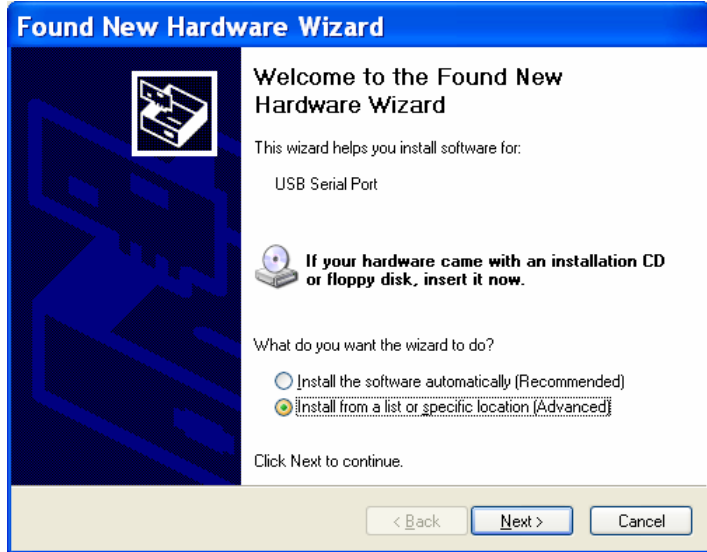 Found New Hardware Wizard
Welcome to the Found New
Hardware Wizard
This wizard helps you install software for:
USB Serial Port
If your hardware came with an installation CD
or floppy disk, insert it now.
What do you want the wizard to do?
Install the software automatically (Recommended)
Install from a list or specific location (Advanced)
Click Next to continue.
< Back Next > Cancel